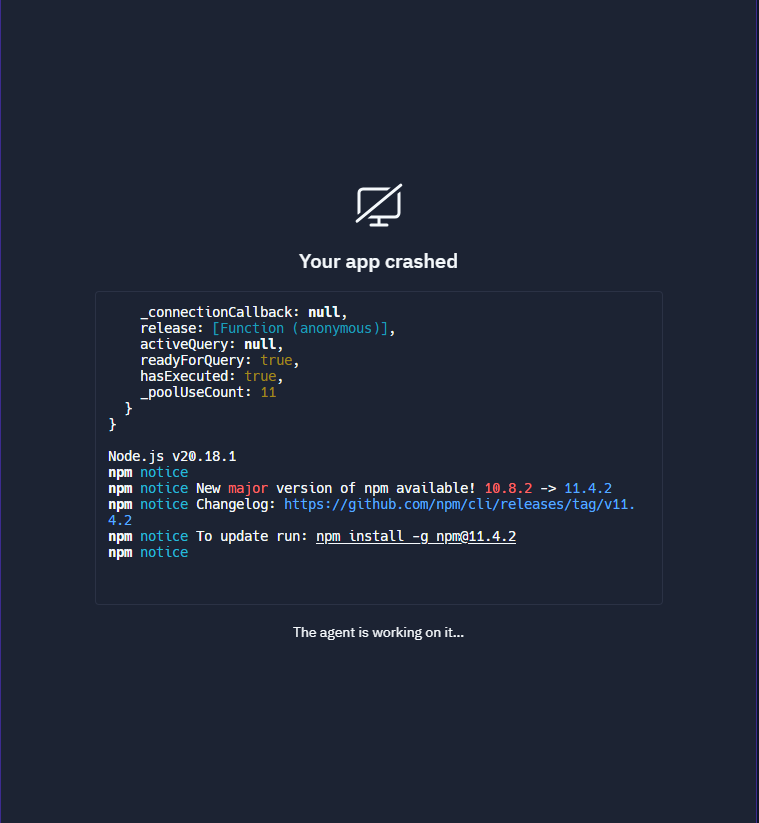 Your app crashed
_connectionCallback: null,
release: [Function (anonymous)],
activeQuery: null,
readyForQuery: true,
hasExecuted: true,
_poolUseCount: 11
}
}
Node.js v20.18.1
npm notice
npm notice New major version of npm available! 10.8.2 -> 11.4.2
npm notice Changelog: https://github.com/npm/cli/releases/tag/v11.
4.2
npm notice To update run: npm install -g npm@11.4.2
npm notice
The agent is working on it...